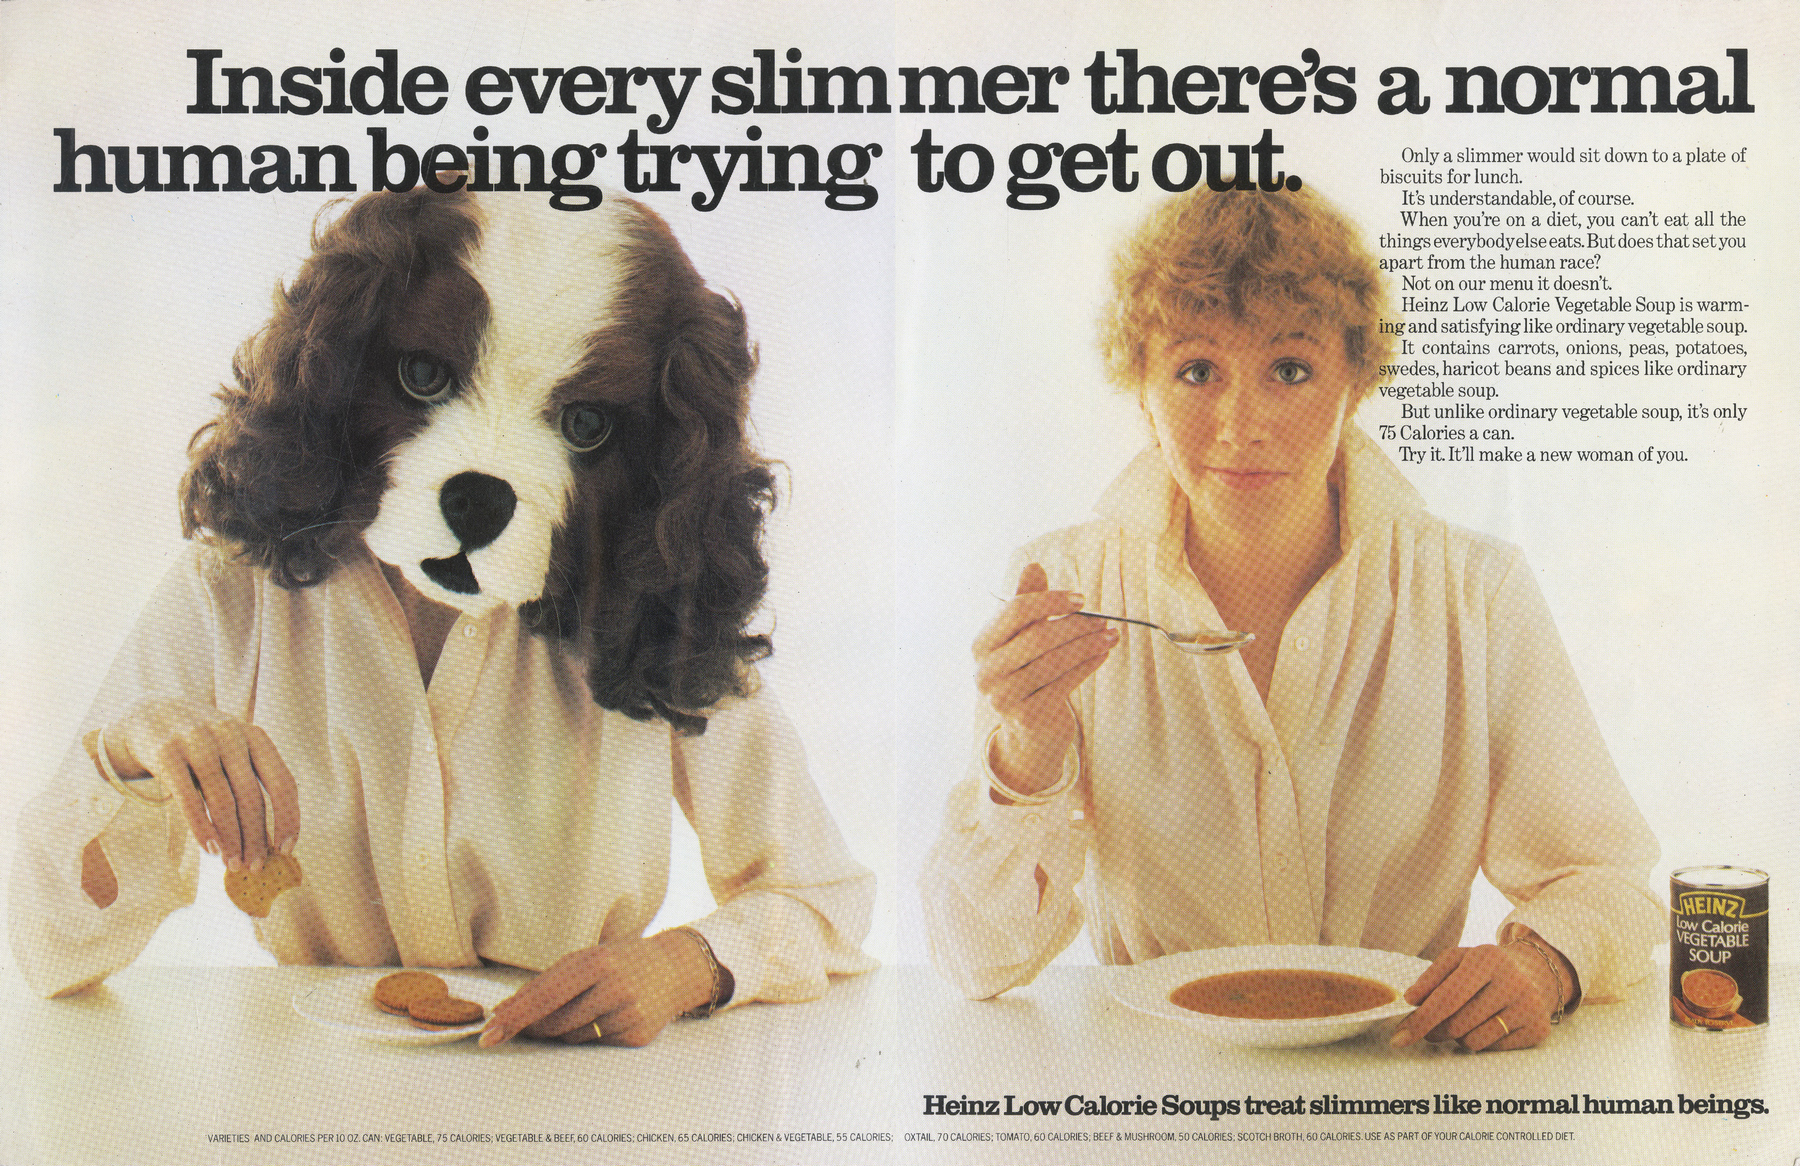 Inside every slimmer there's a normal
human being trying to get out.
Only a slimmer would sit down to a plate of
biscuits for lunch.
It's understandable, of course.
When you're on a diet, you can't eat all the
things everybody else eats. But does that set you
apart from the human race?
Not on our menu it doesn't.
Heinz Low Calorie Vegetable Soup is warm-
ing and satisfying like ordinary vegetable soup.
It contains carrots, onions, peas, potatoes,
swedes, haricot beans and spices like ordinary
vegetable soup.
But unlike ordinary vegetable soup, it's only
75 Calories a can.
Try it. It'll make a new woman of you.
HEINZ
Low Calorie
VEGETABLE
SOUP
Heinz Low Calorie Soups treat slimmers like normal human beings.
VARIETIES AND CALORIES PER 10 OZ. CAN: VEGETABLE, 75 CALORIES; VEGETABLE & BEEF, 60 CALORIES; CHICKEN, 65 CALORIES; CHICKEN & VEGETABLE, 55 CALORIES; OXTAIL, 70 CALORIES; TOMATO, 60 CALORIES; BEEF & MUSHROOM, 50 CALORIES; SCOTCH BROTH, 60 CALORIES. USE AS PART OF YOUR CALORIE CONTROLLED DIET.